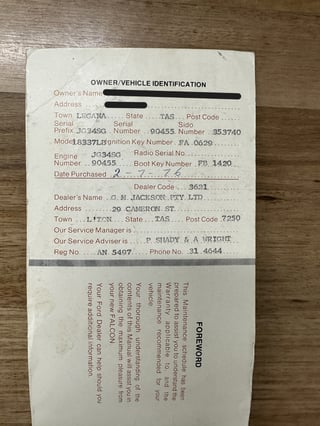 OWNER/VEHICLE IDENTIFICATION
Owner's Name
Address
Town LEGANA State TAS Post Code
Serial Serial Sido
Prefix JG34SG Number 90455 Number 353740
Model 18337LH Ignition Key Number FA 0629
Engine JG34SG Radio Serial No.
Number 90455 Boot Key Number FB 1420
Date Purchased 2-7-76
Dealer Code 3631
Dealer's Name G H JACKSON PTY LTD
Address 29 CAMERON ST
Town L'TON State TAS Post Code 7250
Our Service Manager is
Our Service Adviser is P SHADY & A WRIGHT
Reg No. AN 5497 Phone No. 31 4644
FOREWORD
This Maintenance schedule has been
prepared to assist you to understand the
Warranty applicable to and the
maintenance recommended for your
vehicle.
Your thorough understanding of the
contents of this Manual will assist you in
obtaining the maximum pleasure from
your new FALCON.
Your Ford Dealer can help should you
require additional information.